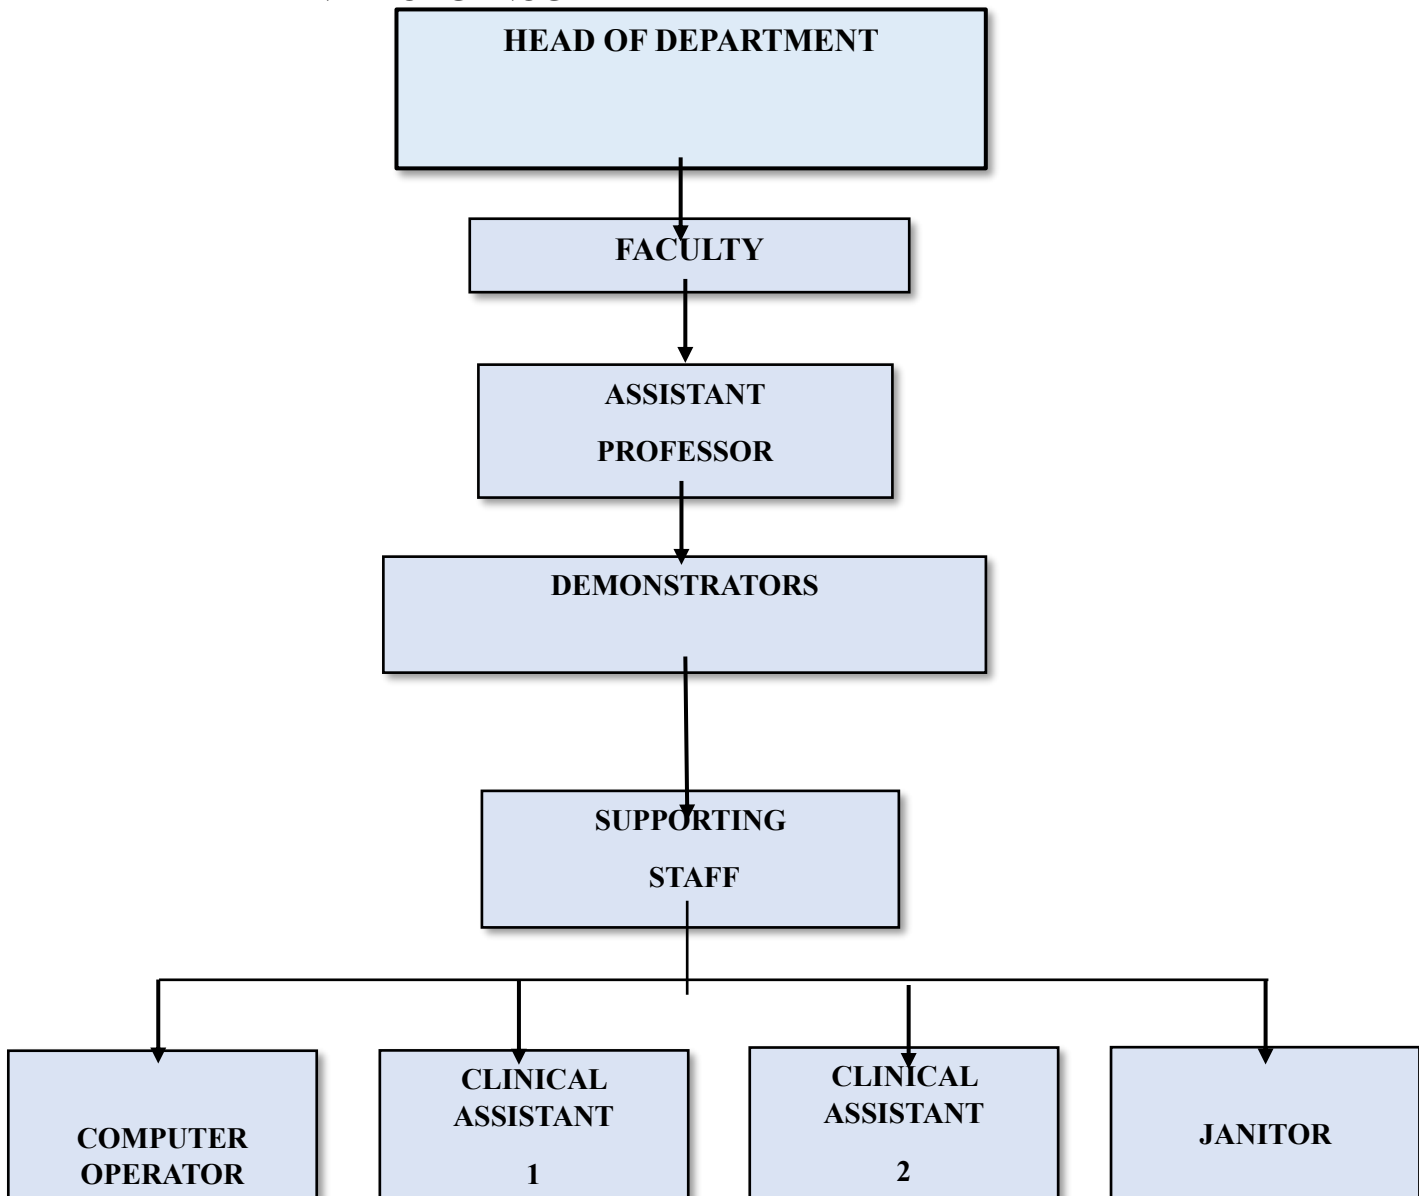 HEAD OF DEPARTMENT
FACULTY
ASSISTANT
PROFESSOR
DEMONSTRATORS
SUPPORTING
STAFF
COMPUTER
OPERATOR
CLINICAL
ASSISTANT
1
CLINICAL
ASSISTANT
2
JANITOR